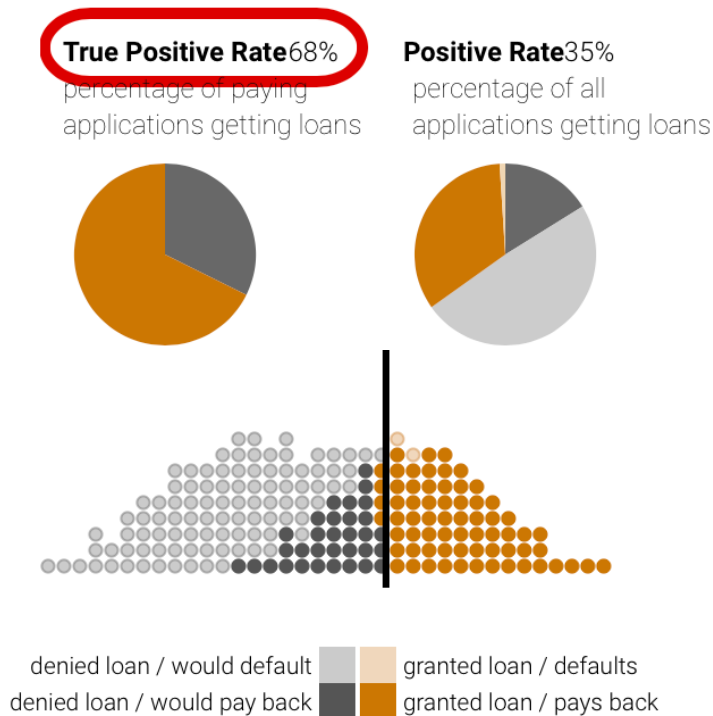 True Positive Rate68%
percentage of paying
applications getting loans
Positive Rate35%
percentage of all
applications getting loans
denied loan / would default
granted loan / defaults
denied loan / would pay back
granted loan / pays back